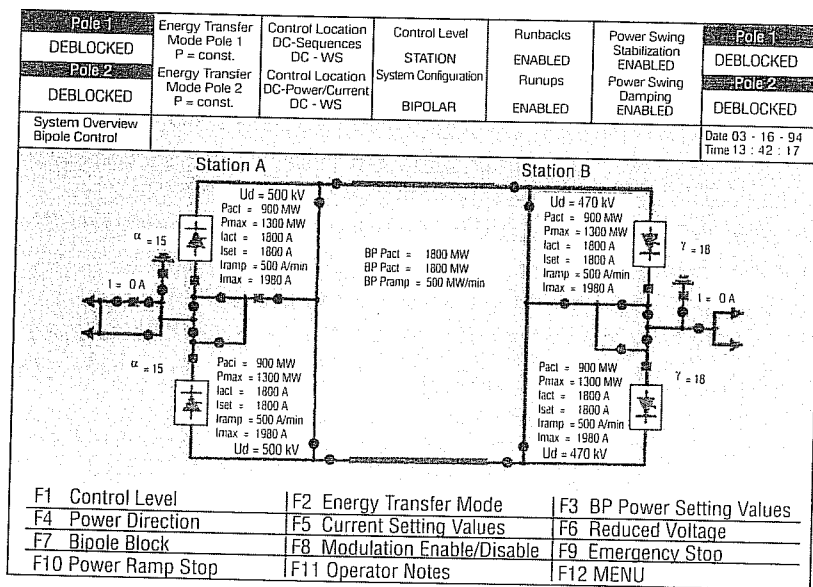 Pole 1
DEBLOCKED
Pole 2
DEBLOCKED
Energy Transfer
Mode Pole 1
P = const.
Energy Transfer
Mode Pole 2
P = const.
Control Location
DC-Sequences
DC - WS
Control Location
DC-Power/Current
DC - WS
Control Level
STATION
System Configuration
BIPOLAR
Runbacks
ENABLED
Runups
ENABLED
Power Swing
Stabilization
ENABLED
Power Swing
Damping
ENABLED
Pole 1
DEBLOCKED
Pole 2
DEBLOCKED
System Overview
Bipole Control
Date 03 - 16 - 94
Time 13 : 42 : 17
Station A
Ud = 500 kV
Pact = 900 MW
Pmax = 1300 MW
Iact = 1800 A
Iset = 1800 A
Iramp = 500 A/min
Imax = 1980 A
α = 15
I = 0 A
α = 15
Paci = 900 MW
Pmax = 1300 MW
Iact = 1800 A
Iset = 1800 A
Iramp = 500 A/min
Imax = 1980 A
Ud = 500 kV
BP Pact = 1800 MW
BP Pact = 1800 MW
BP Pramp = 500 MW/min
Station B
Ud = 470 kV
Pact = 900 MW
Pmax = 1300 MW
Iact = 1800 A
Iset = 1800 A
Iramp = 500 A/min
Imax = 1980 A
γ = 18
I = 0 A
γ = 18
Pact = 900 MW
Pmax = 1300 MW
Iact = 1800 A
Iset = 1800 A
Iramp = 500 A/min
Imax = 1980 A
Ud = 470 kV
F1 Control Level
F2 Energy Transfer Mode
F3 BP Power Setting Values
F4 Power Direction
F5 Current Setting Values
F6 Reduced Voltage
F7 Bipole Block
F8 Modulation Enable/Disable
F9 Emergency Stop
F10 Power Ramp Stop
F11 Operator Notes
F12 MENU